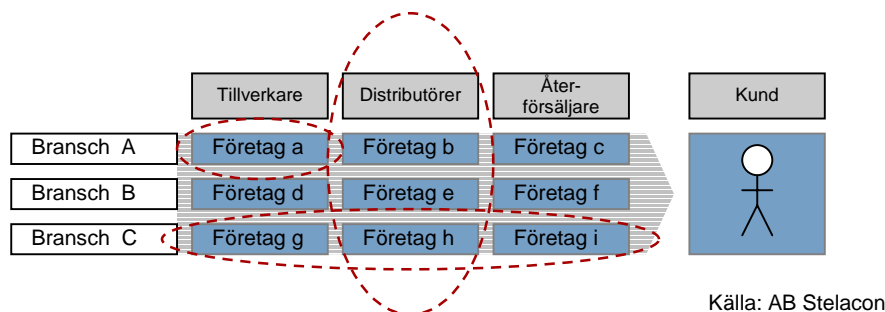 Tillverkare
Distributörer
Åter-
försäljare
Kund
Bransch A
Företag a
Företag b
Företag c
Bransch B
Företag d
Företag e
Företag f
Bransch C
Företag g
Företag h
Företag i
Källa: AB Stelacon